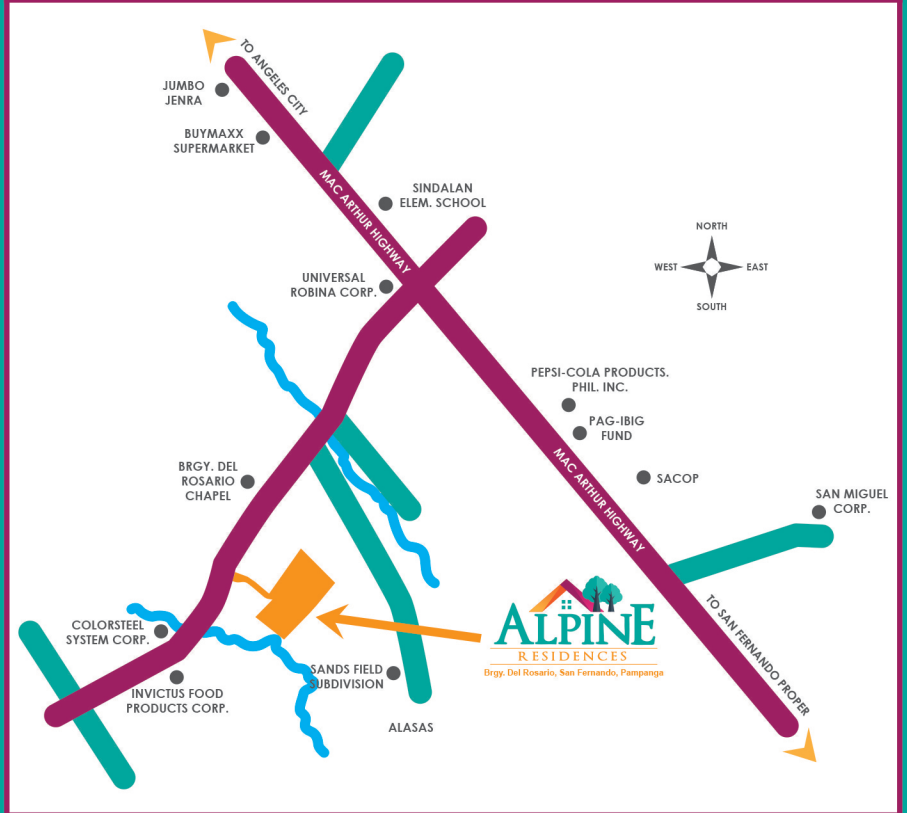 TO ANGELES CITY
JUMBO
JENRA
BUYMAXX
SUPERMARKET
MAC ARTHUR HIGHWAY
SINDALAN
ELEM. SCHOOL
NORTH
WEST
EAST
SOUTH
UNIVERSAL
ROBINA CORP.
PEPSI-COLA PRODUCTS.
PHIL. INC.
PAG-IBIG
FUND
SACOP
MAC ARTHUR HIGHWAY
SAN MIGUEL
CORP.
BRGY. DEL
ROSARIO
CHAPEL
TO SAN FERNANDO PROPER
ALPINE
RESIDENCES
Brgy. Del Rosario, San Fernando, Pampanga
COLORSTEEL
SYSTEM CORP.
SANDS FIELD
SUBDIVISION
INVICTUS FOOD
PRODUCTS CORP.
ALASAS